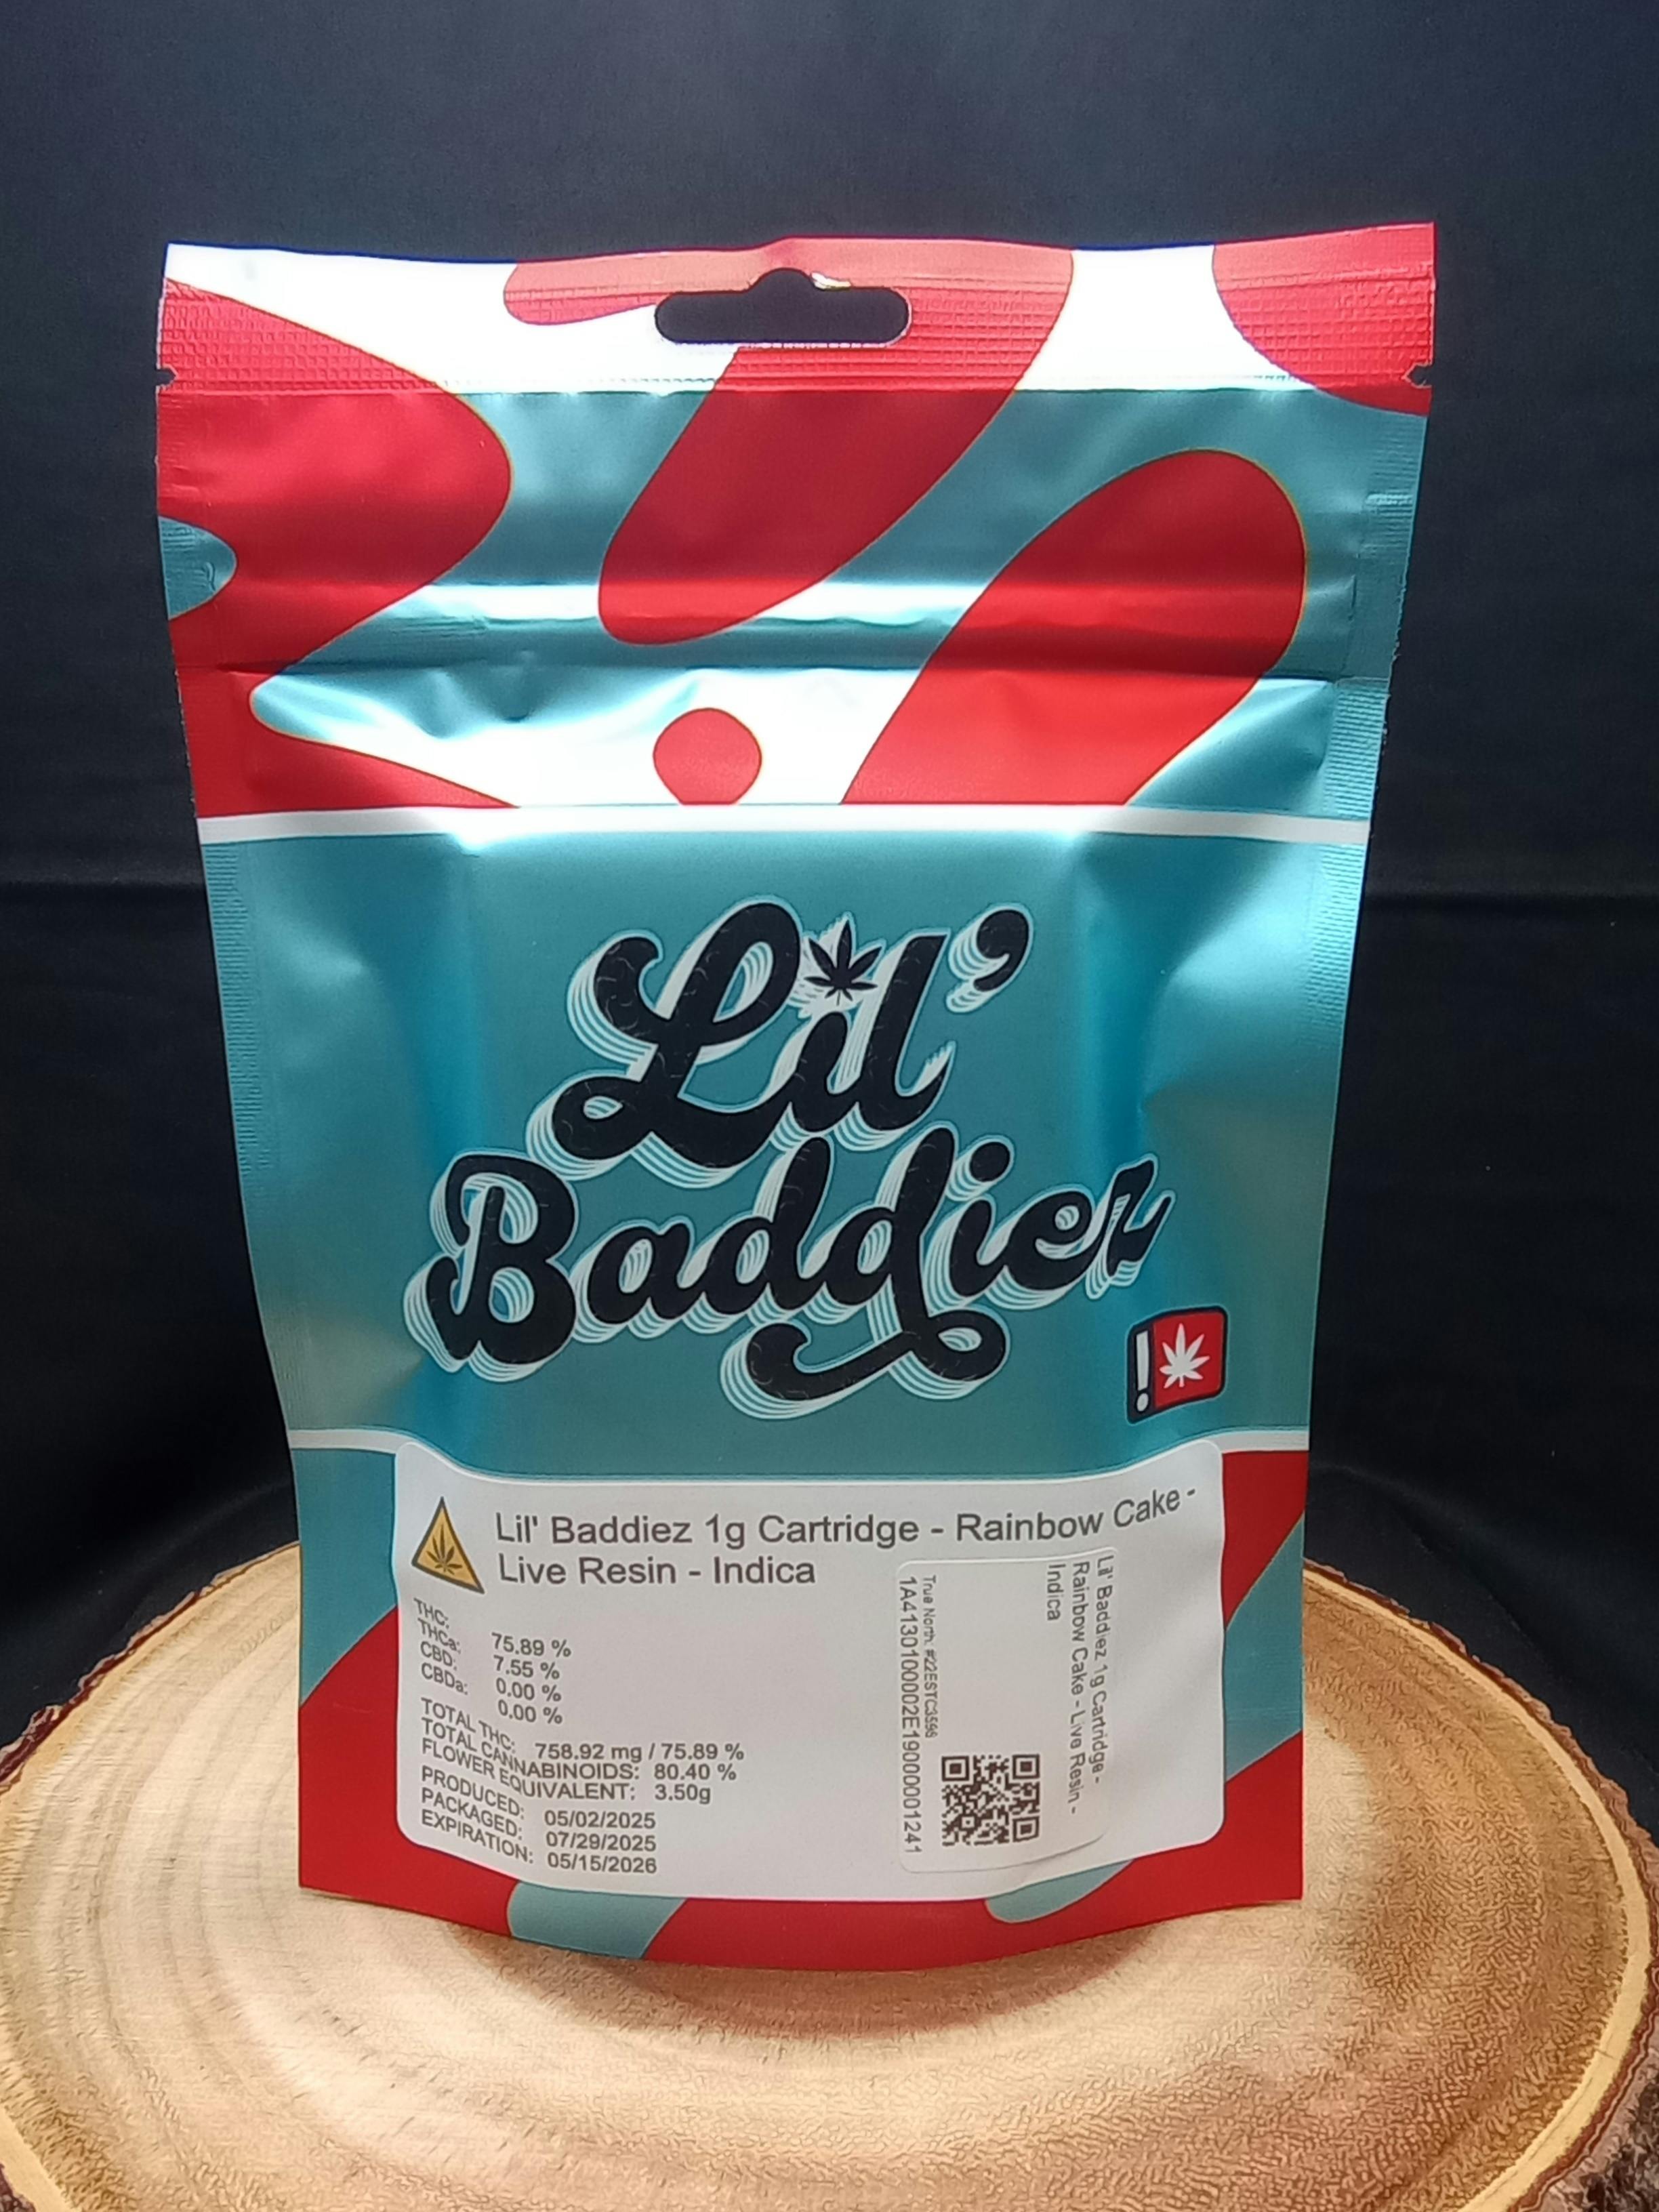 Lil'
Baddiez
!
Lil' Baddiez 1g Cartridge - Rainbow Cake -
Live Resin - Indica
THC: 75.89 %
THCa: 7.55 %
CBD: 0.00 %
CBDa: 0.00 %
TOTAL THC: 758.92 mg / 75.89 %
TOTAL CANNABINOIDS: 80.40 %
FLOWER EQUIVALENT: 3.50g
PRODUCED: 05/02/2025
PACKAGED: 07/29/2025
EXPIRATION: 05/15/2026
Lil' Baddiez 1g Cartridge -
Rainbow Cake - Live Resin -
Indica
True North: #22ESTC3596
1A4130100002E19000001241